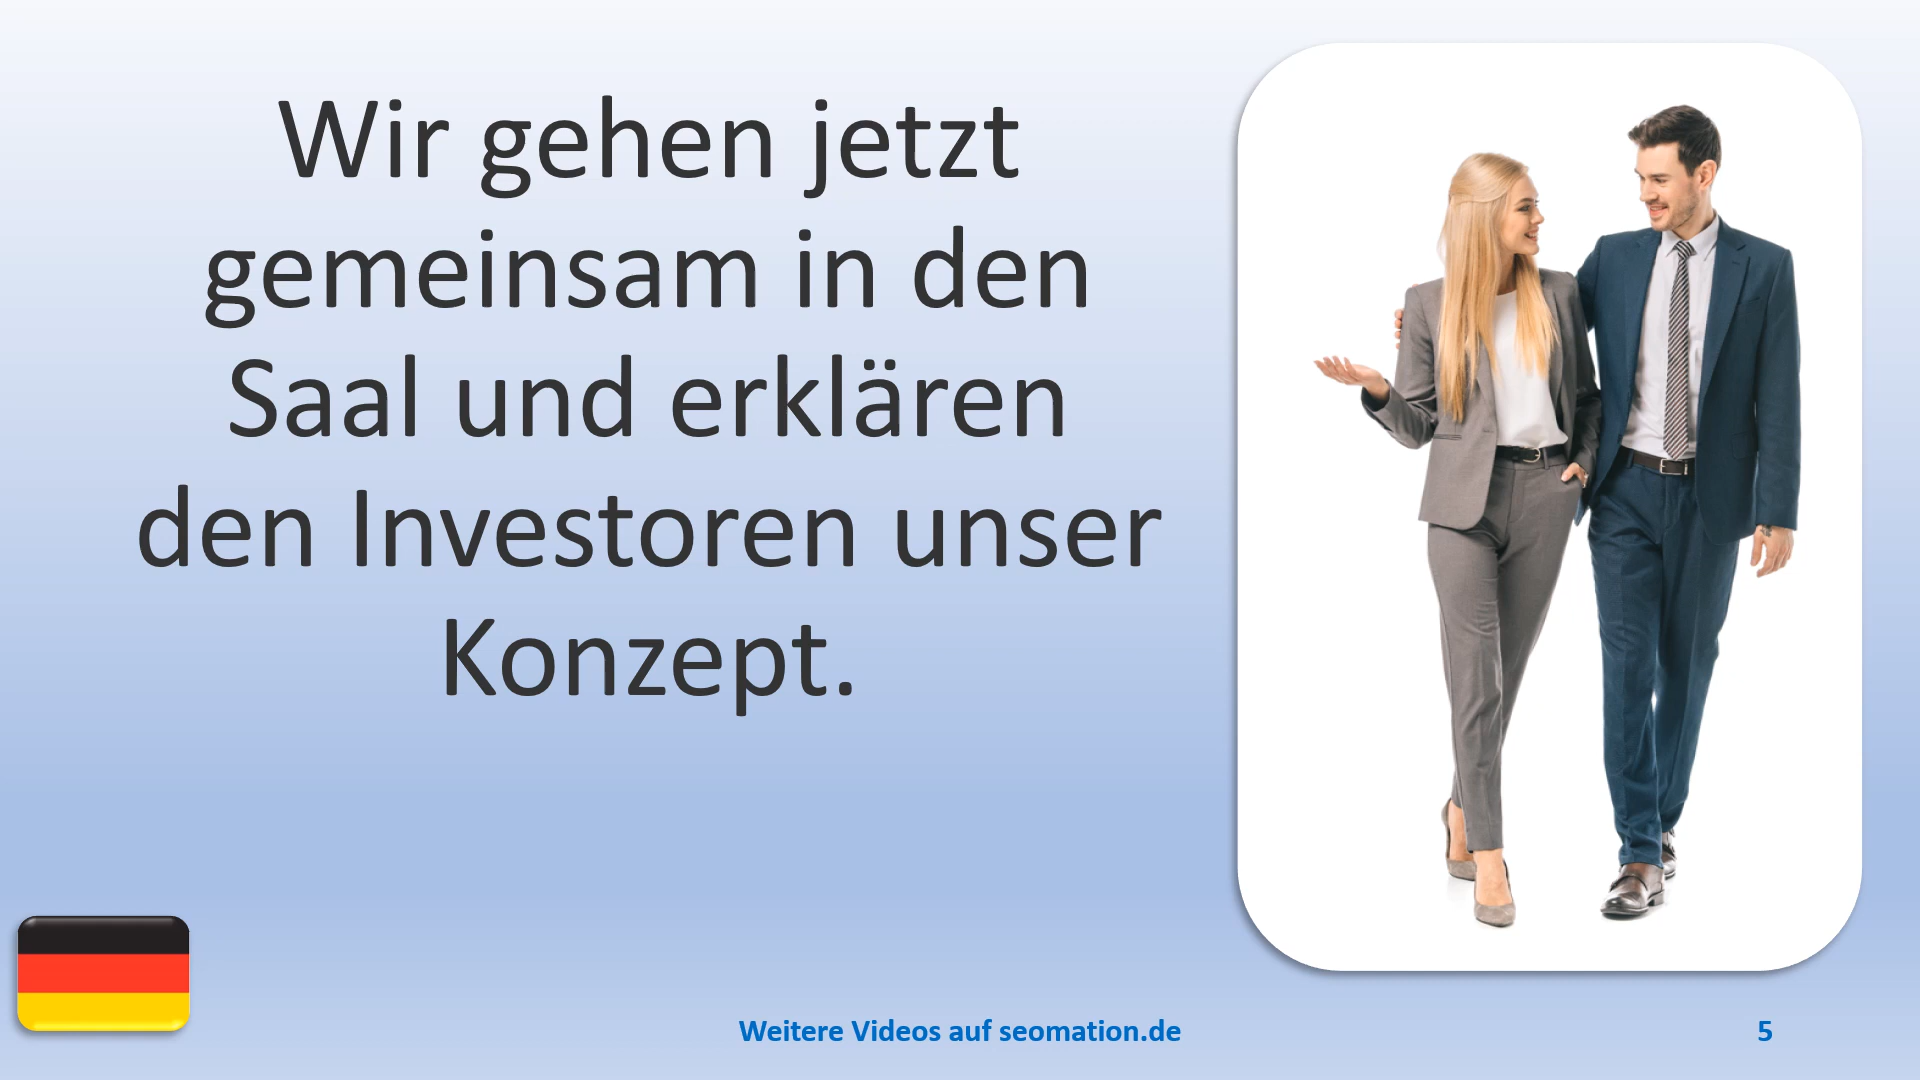 Wir gehen jetzt
gemeinsam in den
Saal und erklären
den Investoren unser
Konzept.
Weitere Videos auf seomation.de
5